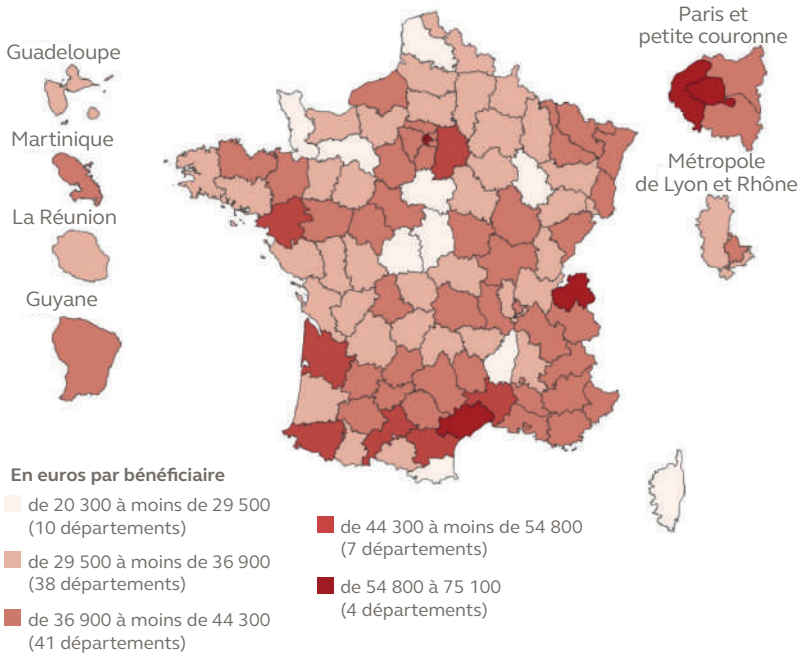 Paris et
petite couronne
Guadeloupe
Martinique
Métropole
de Lyon et Rhône
La Réunion
Guyane
En euros par bénéficiaire
de 20 300 à moins de 29 500
(10 départements)
de 29 500 à moins de 36 900
(38 départements)
de 36 900 à moins de 44 300
(41 départements)
de 44 300 à moins de 54 800
(7 départements)
de 54 800 à 75 100
(4 départements)